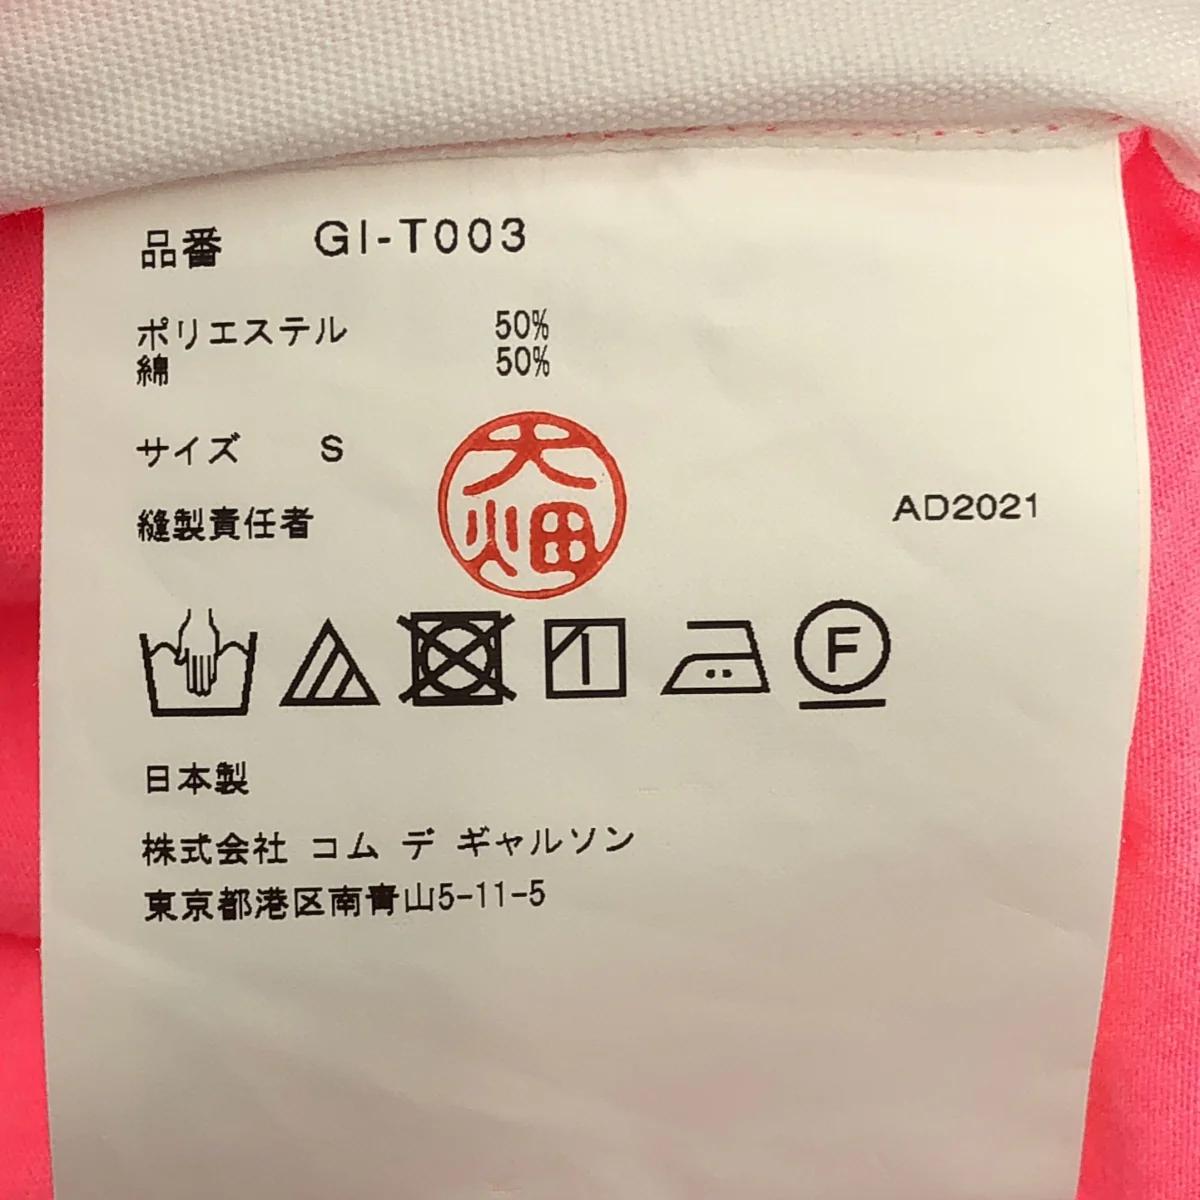 品番 GI-T003
ポリエステル 50%
綿 50%
サイズ S
縫製責任者 大畑
AD2021
1 F
日本製
株式会社 コム デ ギャルソン
東京都港区南青山5-11-5